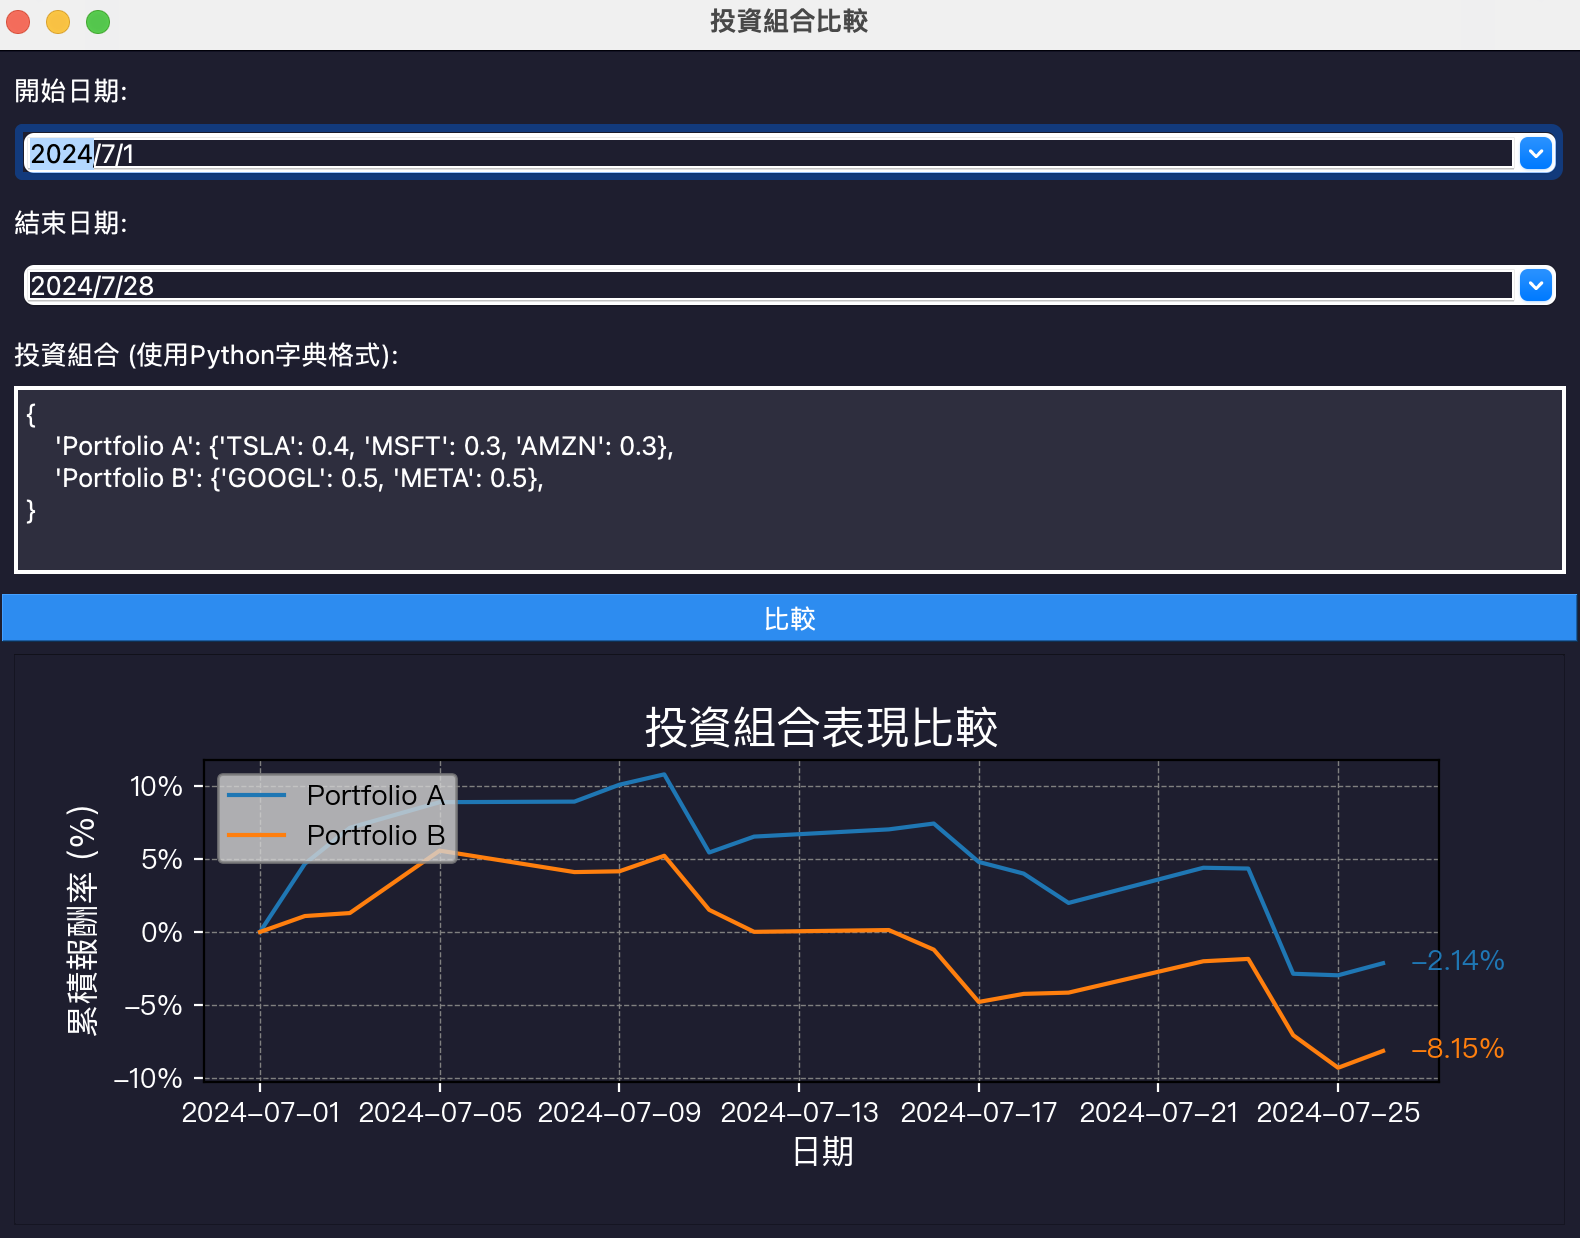 投資組合比較
開始日期:
2024/7/1
結束日期:
2024/7/28
投資組合 (使用Python字典格式):
{
    'Portfolio A': {'TSLA': 0.4, 'MSFT': 0.3, 'AMZN': 0.3},
    'Portfolio B': {'GOOGL': 0.5, 'META': 0.5},
}
比較
投資組合表現比較
Portfolio A
Portfolio B
累積報酬率 (%)
10%
5%
0%
−5%
−10%
−2.14%
−8.15%
2024−07−01 2024−07−05 2024−07−09 2024−07−13 2024−07−17 2024−07−21 2024−07−25
日期